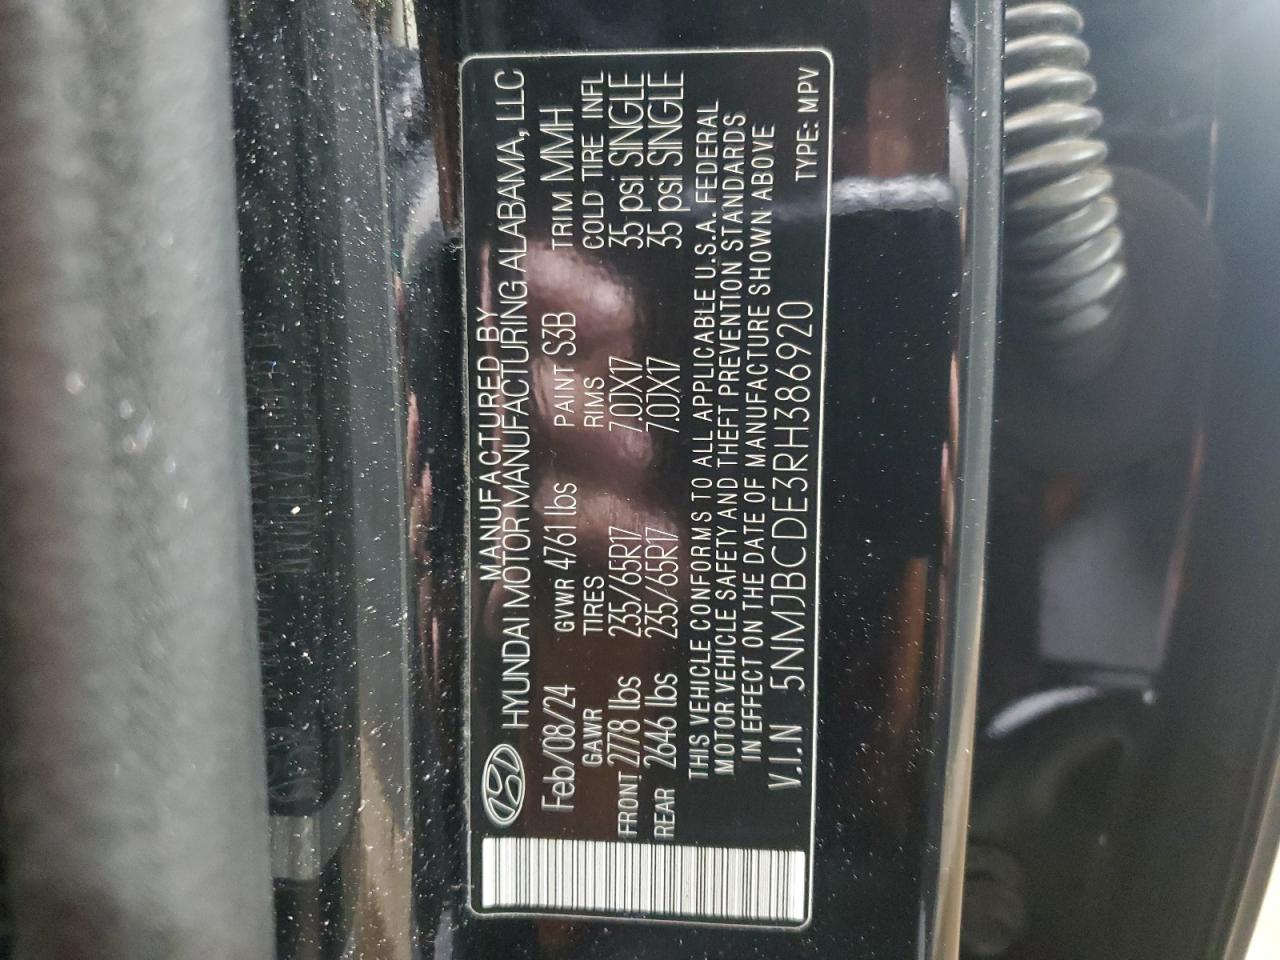 MANUFACTURED BY
HYUNDAI MOTOR MANUFACTURING ALABAMA, LLC
Feb/08/24 GVWR 4761 lbs PAINT S3B TRIM MMH
GAWR TIRES RIMS COLD TIRE INFL
FRONT 2778 lbs 235/65R17 7.0JX17 35 psi SINGLE
REAR 2646 lbs 235/65R17 7.0JX17 35 psi SINGLE
THIS VEHICLE CONFORMS TO ALL APPLICABLE U.S.A. FEDERAL
MOTOR VEHICLE SAFETY AND THEFT PREVENTION STANDARDS
IN EFFECT ON THE DATE OF MANUFACTURE SHOWN ABOVE
V.I.N 5NMJBCDE3RH386920 TYPE: MPV